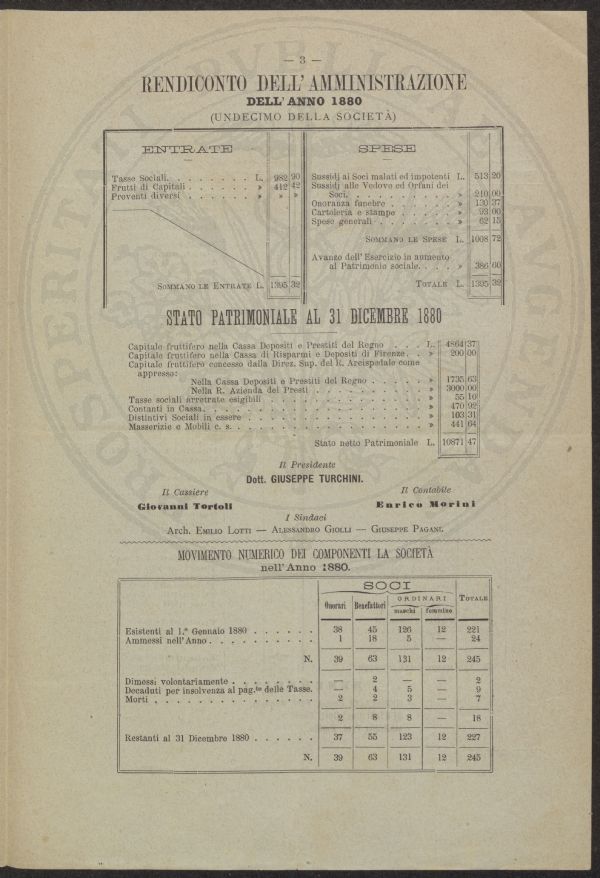 — 3 —
RENDICONTO DELL'AMMINISTRAZIONE
DELL'ANNO 1880
(UNDECIMO DELLA SOCIETÀ)
ENTRATE
Tasse Sociali. . . . . . . . . L. 982 90
Frutti di Capitali . . . . . . . » 412 42
Proventi diversi . . . . . . . » » »
SOMMANO LE ENTRATE L. 1395 32
SPESE
Sussidj ai Soci malati ed impotenti L. 513 20
Sussidj alle Vedove ed Orfani dei
Soci. . . . . . . . . . . » 210 00
Onoranza funebre . . . . . . . » 130 37
Cartoleria e stampe . . . . . . » 93 00
Spese generali . . . . . . . . » 62 15
SOMMANO LE SPESE L. 1008 72
Avanzo dell'Esercizio in aumento
al Patrimonio sociale. . . . » 386 60
TOTALE L. 1395 32
STATO PATRIMONIALE AL 31 DICEMBRE 1880
Capitale fruttifero nella Cassa Depositi e Prestiti del Regno . . . L. 4864 37
Capitale fruttifero nella Cassa di Risparmi e Depositi di Firenze. . » 200 00
Capitale fruttifero concesso dalla Direz. Sup. del R. Arcispedale come
appresso:
Nella Cassa Depositi e Prestiti del Regno . . . . . . » 1735 63
Nella R. Azienda dei Presti . . . . . . . . . . » 3000 00
Tasse sociali arretrate esigibili . . . . . . . . . . . . » 55 10
Contanti in Cassa. . . . . . . . . . . . . . . . . » 470 92
Distintivi Sociali in essere . . . . . . . . . . . . . » 103 81
Masserizie e Mobili c. s. . . . . . . . . . . . . . . » 441 64
Stato netto Patrimoniale L. 10871 47
Il Presidente
Dott. GIUSEPPE TURCHINI.
Il Cassiere
Giovanni Tortoli
Il Contabile
Enrico Morini
I Sindaci
Arch. EMILIO LOTTI — ALESSANDRO GIOLLI — GIUSEPPE PAGANI.
MOVIMENTO NUMERICO DEI COMPONENTI LA SOCIETÀ
nell'Anno 1880.
SOCI
Onorari Benefattori ORDINARI TOTALE
maschi femmine
Esistenti al 1.° Gennaio 1880 . . . . . . 38 45 126 12 221
Ammessi nell'Anno . . . . . . . . . . 1 18 5 — 24
N. 39 63 131 12 245
Dimessi volontariamente . . . . . . . . — 2 — — 2
Decaduti per insolvenza al pag.to delle Tasse. — 4 5 — 9
Morti . . . . . . . . . . . . . . . 2 2 3 — 7
2 8 8 — 18
Restanti al 31 Dicembre 1880 . . . . . . 37 55 123 12 227
N. 39 63 131 12 245